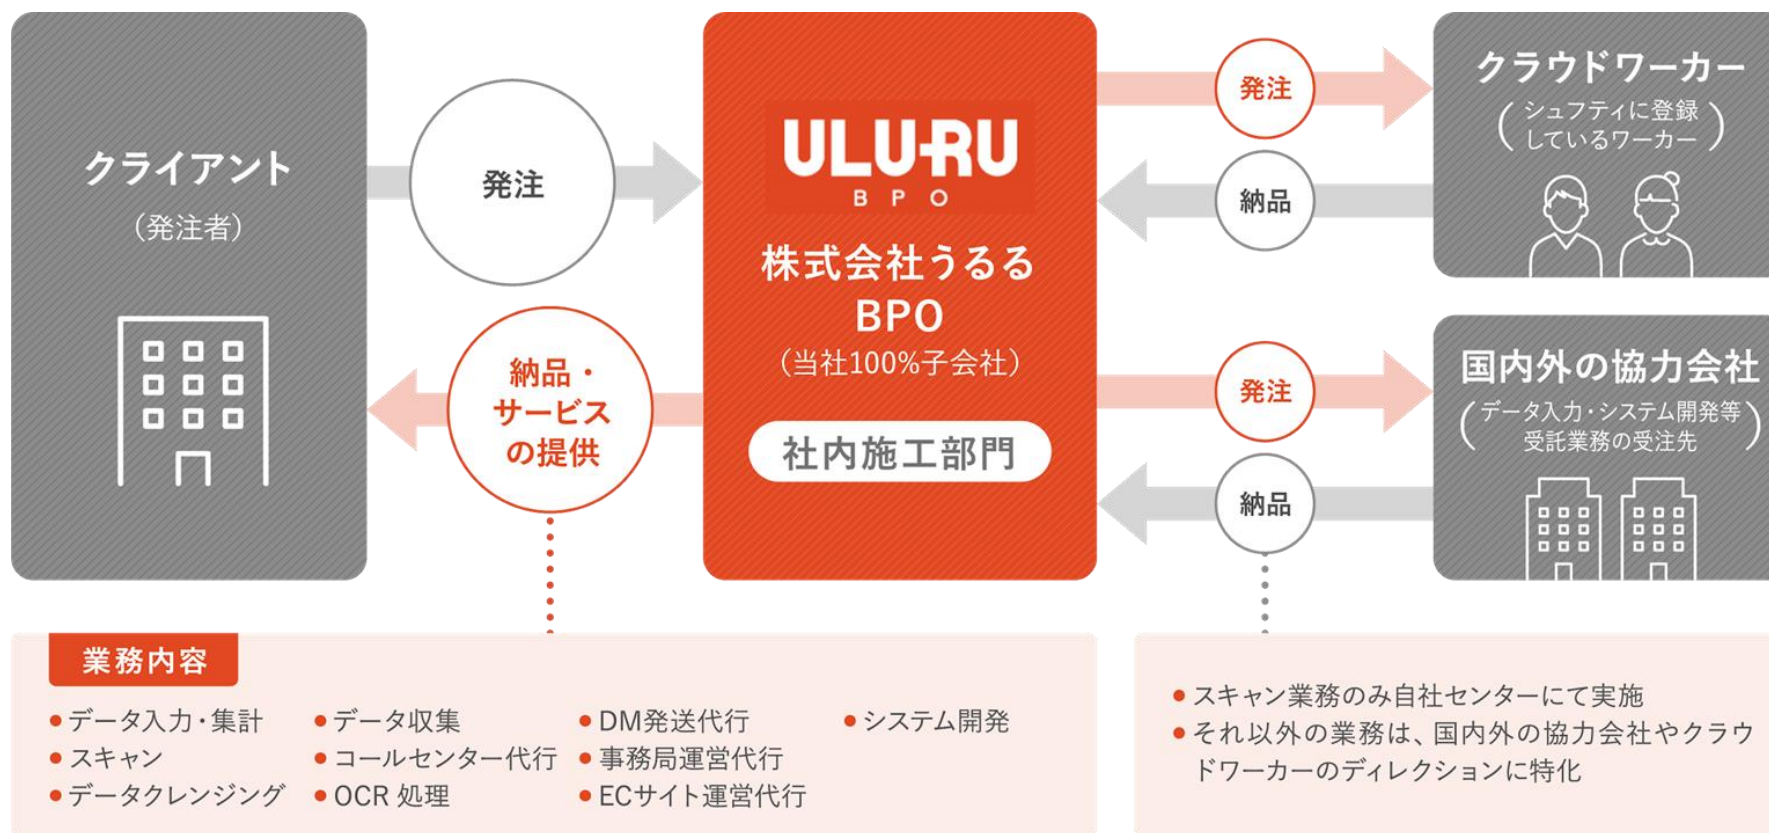 クライアント
(発注者)
発注
納品・
サービス
の提供
ULURU
BPO
株式会社うるる
BPO
(当社100%子会社)
社内施工部門
発注
納品
クラウドワーカー
(シュフティに登録
しているワーカー)
発注
納品
国内外の協力会社
(データ入力・システム開発等
受託業務の受注先)
業務内容
●データ入力・集計
●スキャン
●データクレンジング
●データ収集
●コールセンター代行
●OCR 処理
●DM発送代行
●事務局運営代行
●ECサイト運営代行
●システム開発
●スキャン業務のみ自社センターにて実施
●それ以外の業務は、国内外の協力会社やクラウ
ドワーカーのディレクションに特化